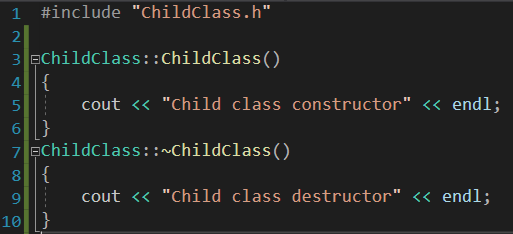 1 #include "ChildClass.h"
2
3 ChildClass::ChildClass()
4 {
5 cout << "Child class constructor" << endl;
6 }
7 ChildClass::~ChildClass()
8 {
9 cout << "Child class destructor" << endl;
10 }